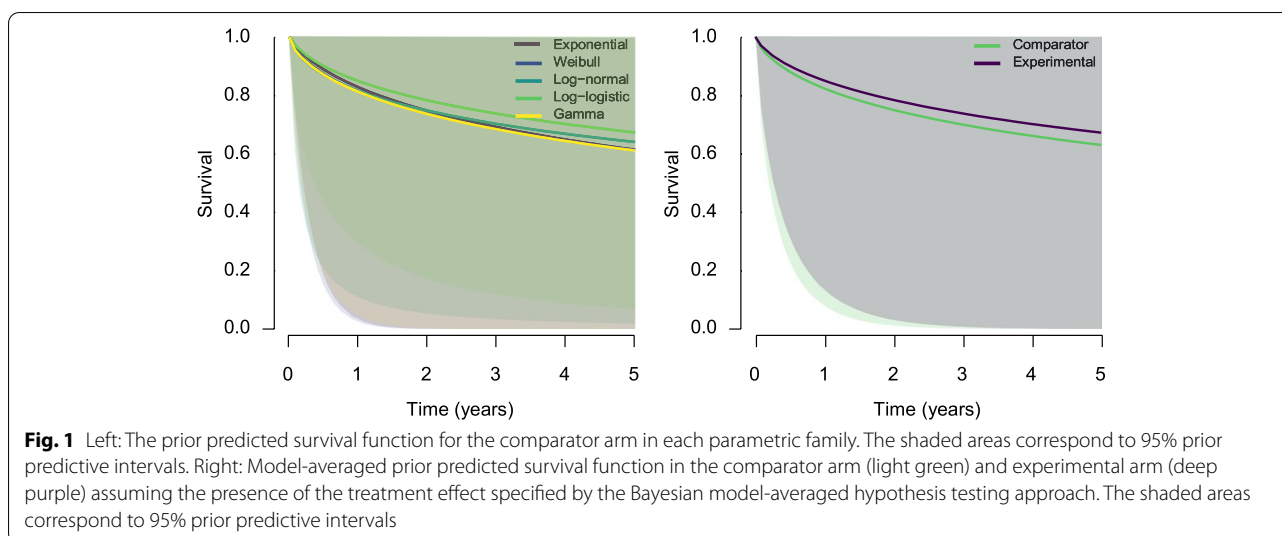 1.0
0.8
0.6
0.4
0.2
0.0
Survival
Exponential
Weibull
Log-normal
Log-logistic
Gamma
0 1 2 3 4 5
Time (years)
1.0
0.8
0.6
0.4
0.2
0.0
Survival
Comparator
Experimental
0 1 2 3 4 5
Time (years)
Fig. 1 Left: The prior predicted survival function for the comparator arm in each parametric family. The shaded areas correspond to 95% prior
predictive intervals. Right: Model-averaged prior predicted survival function in the comparator arm (light green) and experimental arm (deep
purple) assuming the presence of the treatment effect specified by the Bayesian model-averaged hypothesis testing approach. The shaded areas
correspond to 95% prior predictive intervals